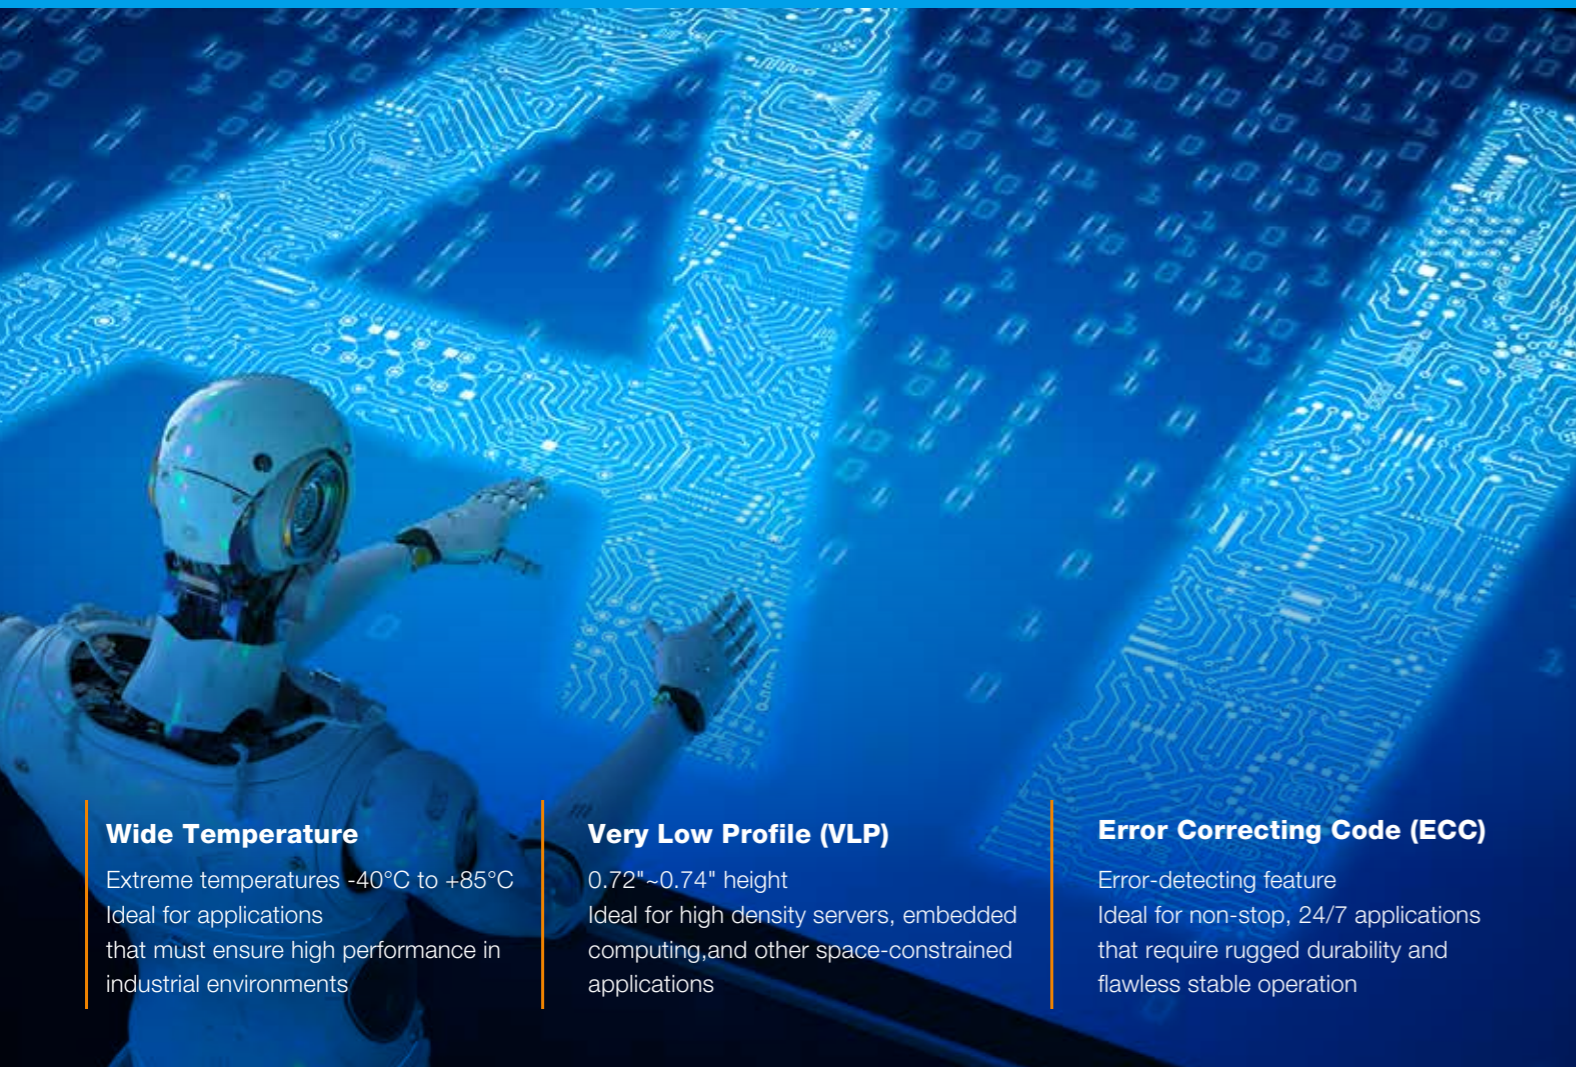 AI
Wide Temperature
Extreme temperatures -40°C to +85°C
Ideal for applications
that must ensure high performance in
industrial environments
Very Low Profile (VLP)
0.72"~0.74" height
Ideal for high density servers, embedded
computing,and other space-constrained
applications
Error Correcting Code (ECC)
Error-detecting feature
Ideal for non-stop, 24/7 applications
that require rugged durability and
flawless stable operation